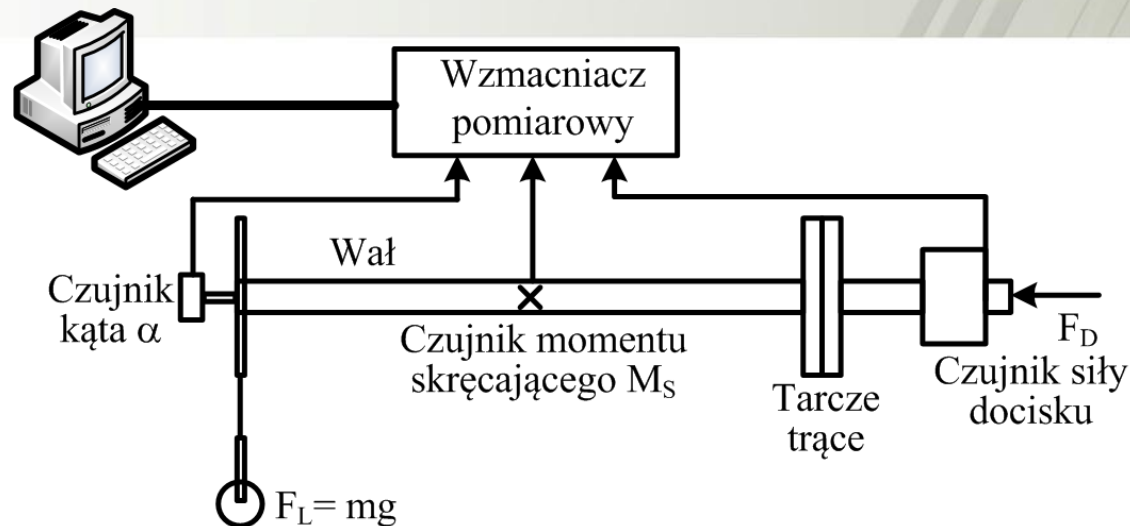 Wzmacniacz
pomiarowy
Wał
Czujnik
kąta α
Czujnik momentu
skręcającego M_S
Tarcze
trące
F_D
Czujnik siły
docisku
F_L= mg